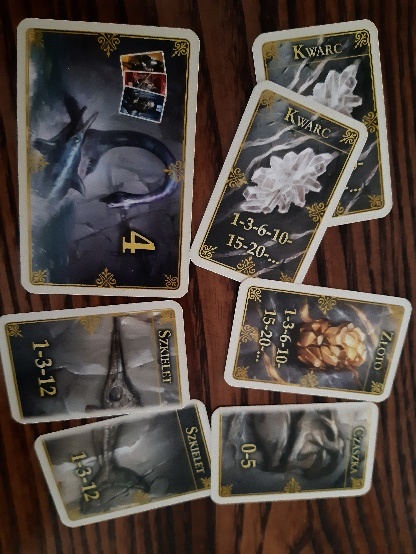 KWARC
KWARC
1-3-6-10-
15-20-...
4
ZŁOTO
1-3-6-10-
15-20-...
SZKIELET
1-3-12
CZASZKA
0-5
SZKIELET
1-3-12